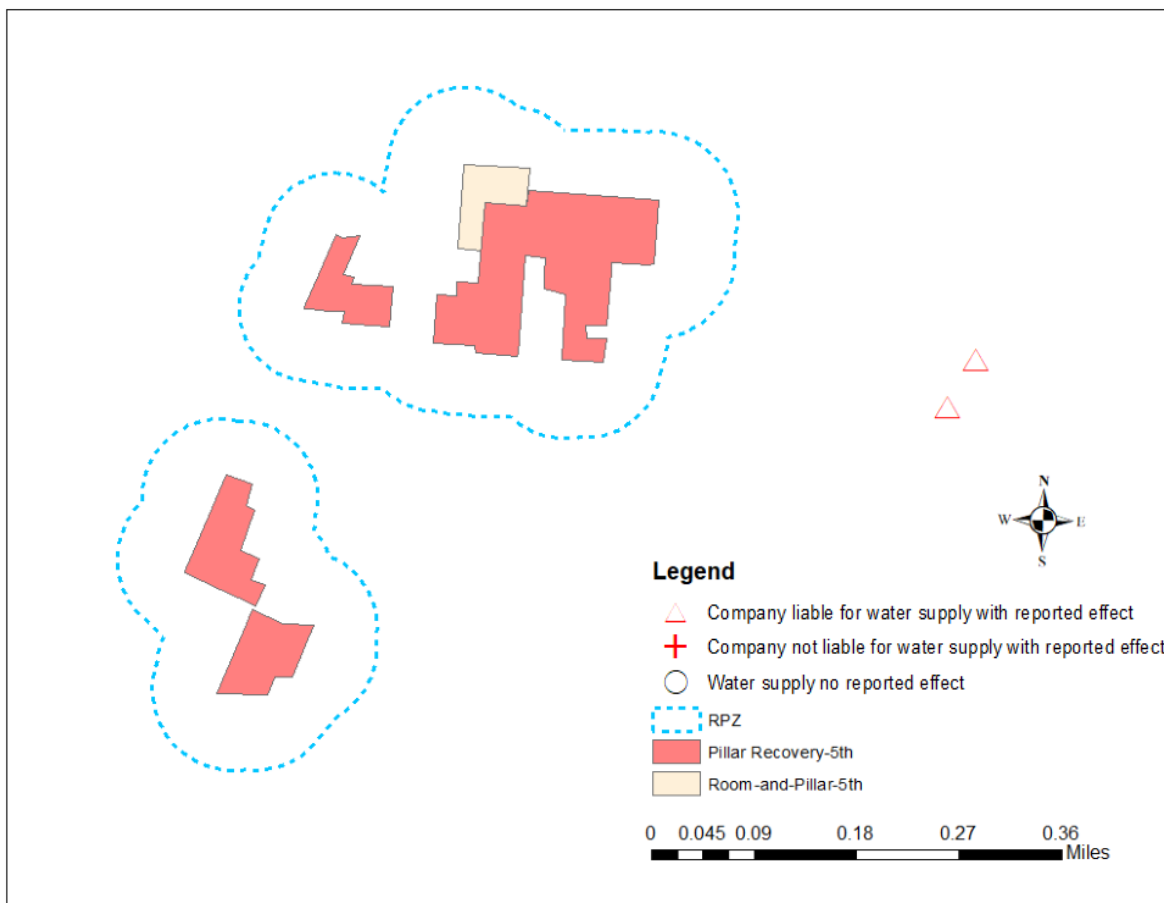 N
W E
S
Legend
Company liable for water supply with reported effect
Company not liable for water supply with reported effect
Water supply no reported effect
RPZ
Pillar Recovery-5th
Room-and-Pillar-5th
0 0.045 0.09 0.18 0.27 0.36
Miles